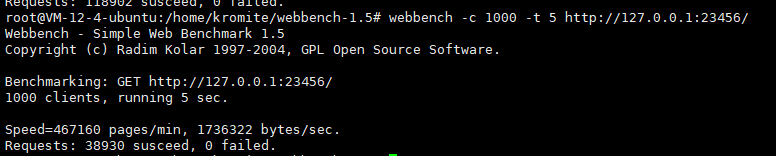 Requests: 118902 susceed, 0 failed.
root@VM-12-4-ubuntu:/home/kromite/webbench-1.5# webbench -c 1000 -t 5 http://127.0.0.1:23456/
Webbench - Simple Web Benchmark 1.5
Copyright (c) Radim Kolar 1997-2004, GPL Open Source Software.
Benchmarking: GET http://127.0.0.1:23456/
1000 clients, running 5 sec.
Speed=467160 pages/min, 1736322 bytes/sec.
Requests: 38930 susceed, 0 failed.